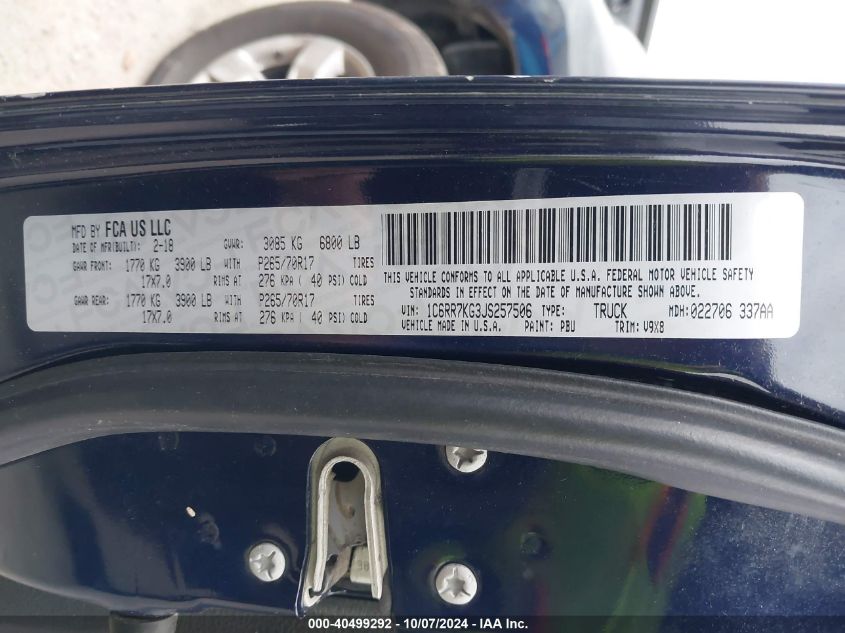 MFD BY FCA US LLC
DATE OF MFR(BUILT): 2-18 GVWR: 3085 KG 6800 LB
GAWR FRONT: 1770 KG 3900 LB WITH P265/70R17 TIRES
17X7.0 RIMS AT 276 KPA ( 40 PSI) COLD
GAWR REAR: 1770 KG 3900 LB WITH P265/70R17 TIRES
17X7.0 RIMS AT 276 KPA ( 40 PSI) COLD
THIS VEHICLE CONFORMS TO ALL APPLICABLE U.S.A. FEDERAL MOTOR VEHICLE SAFETY
STANDARDS IN EFFECT ON THE DATE OF MANUFACTURE SHOWN ABOVE.
VIN: 1C6RR7KG3JS257506 TYPE: TRUCK MDH: 022706 337AA
VEHICLE MADE IN U.S.A. PAINT: PBU TRIM: V9X8
000-40499292 - 10/07/2024 - IAAI.com